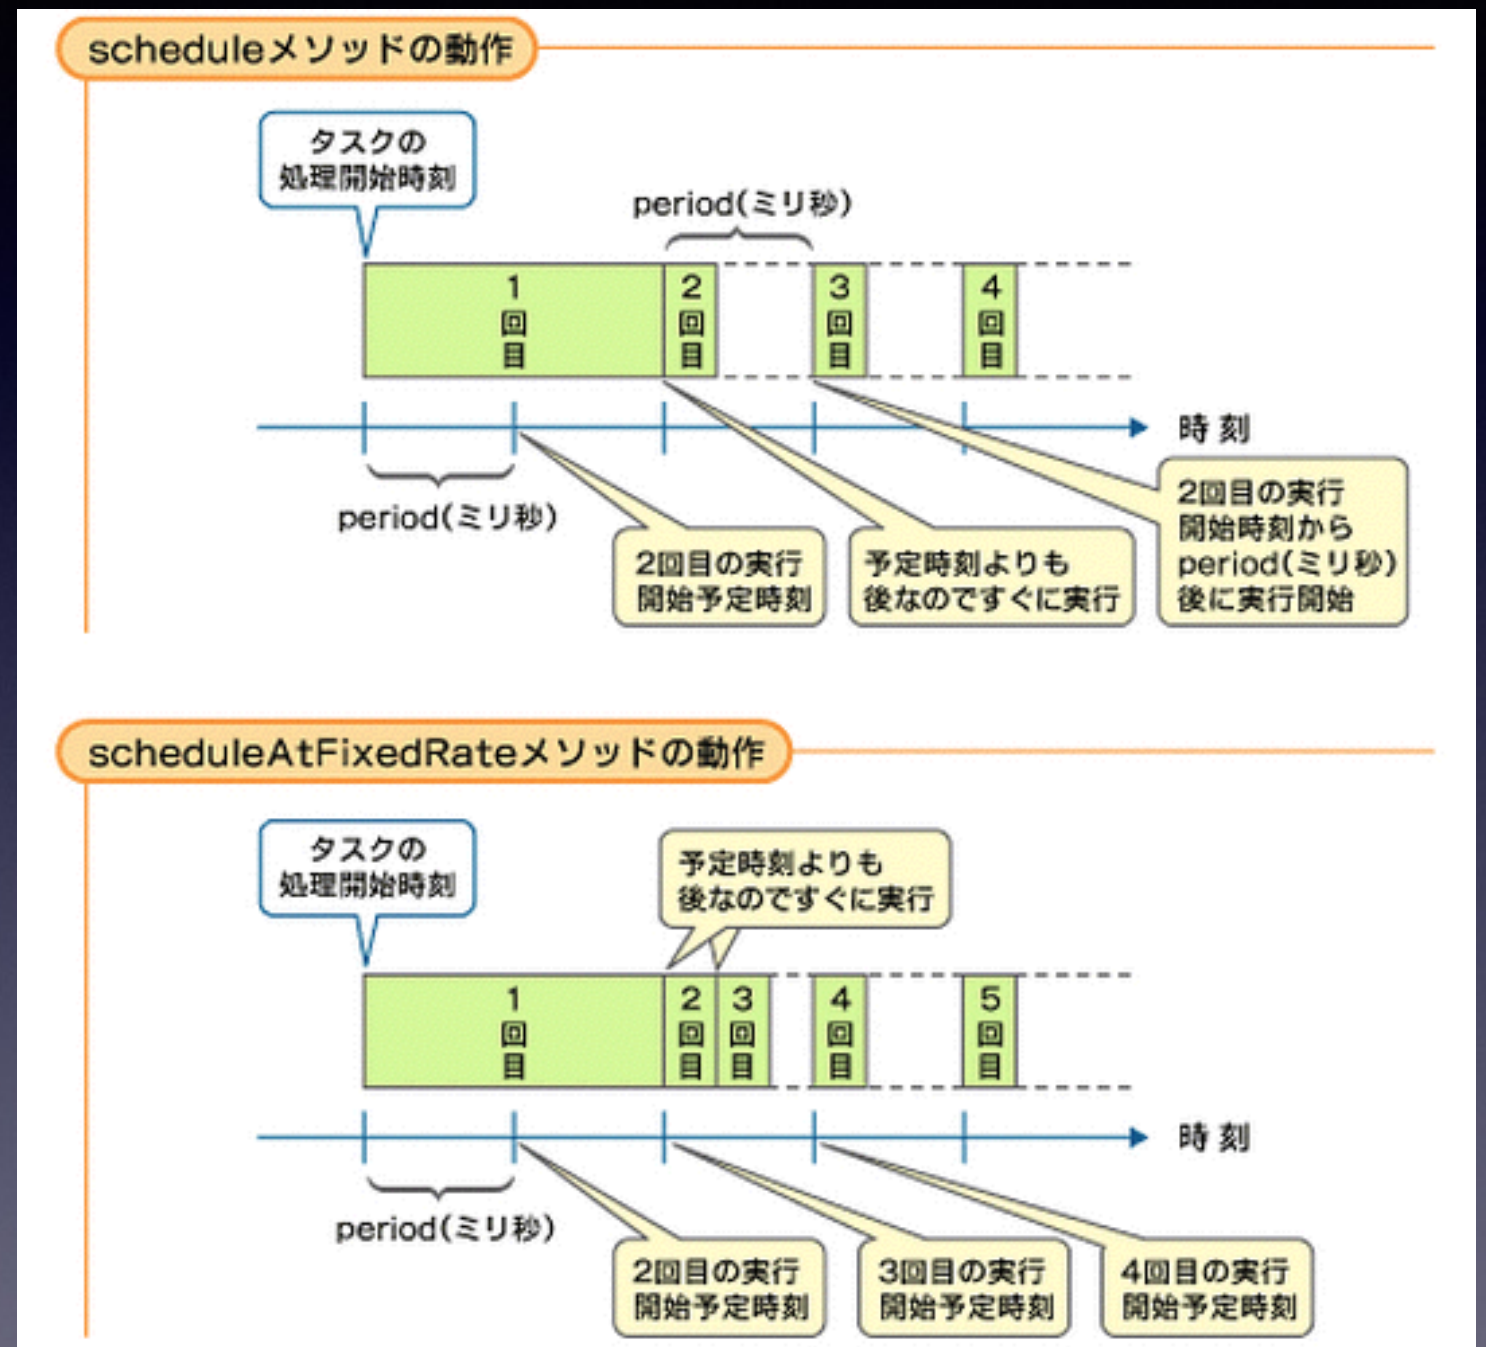 scheduleメソッドの動作
タスクの
処理開始時刻
period(ミリ秒)
1
回
目
2
回
目
3
回
目
4
回
目
時 刻
period(ミリ秒)
2回目の実行
開始予定時刻
予定時刻よりも
後なのですぐに実行
2回目の実行
開始時刻から
period(ミリ秒)
後に実行開始
scheduleAtFixedRateメソッドの動作
タスクの
処理開始時刻
予定時刻よりも
後なのですぐに実行
1
回
目
2
回
目
3
回
目
4
回
目
5
回
目
時 刻
period(ミリ秒)
2回目の実行
開始予定時刻
3回目の実行
開始予定時刻
4回目の実行
開始予定時刻